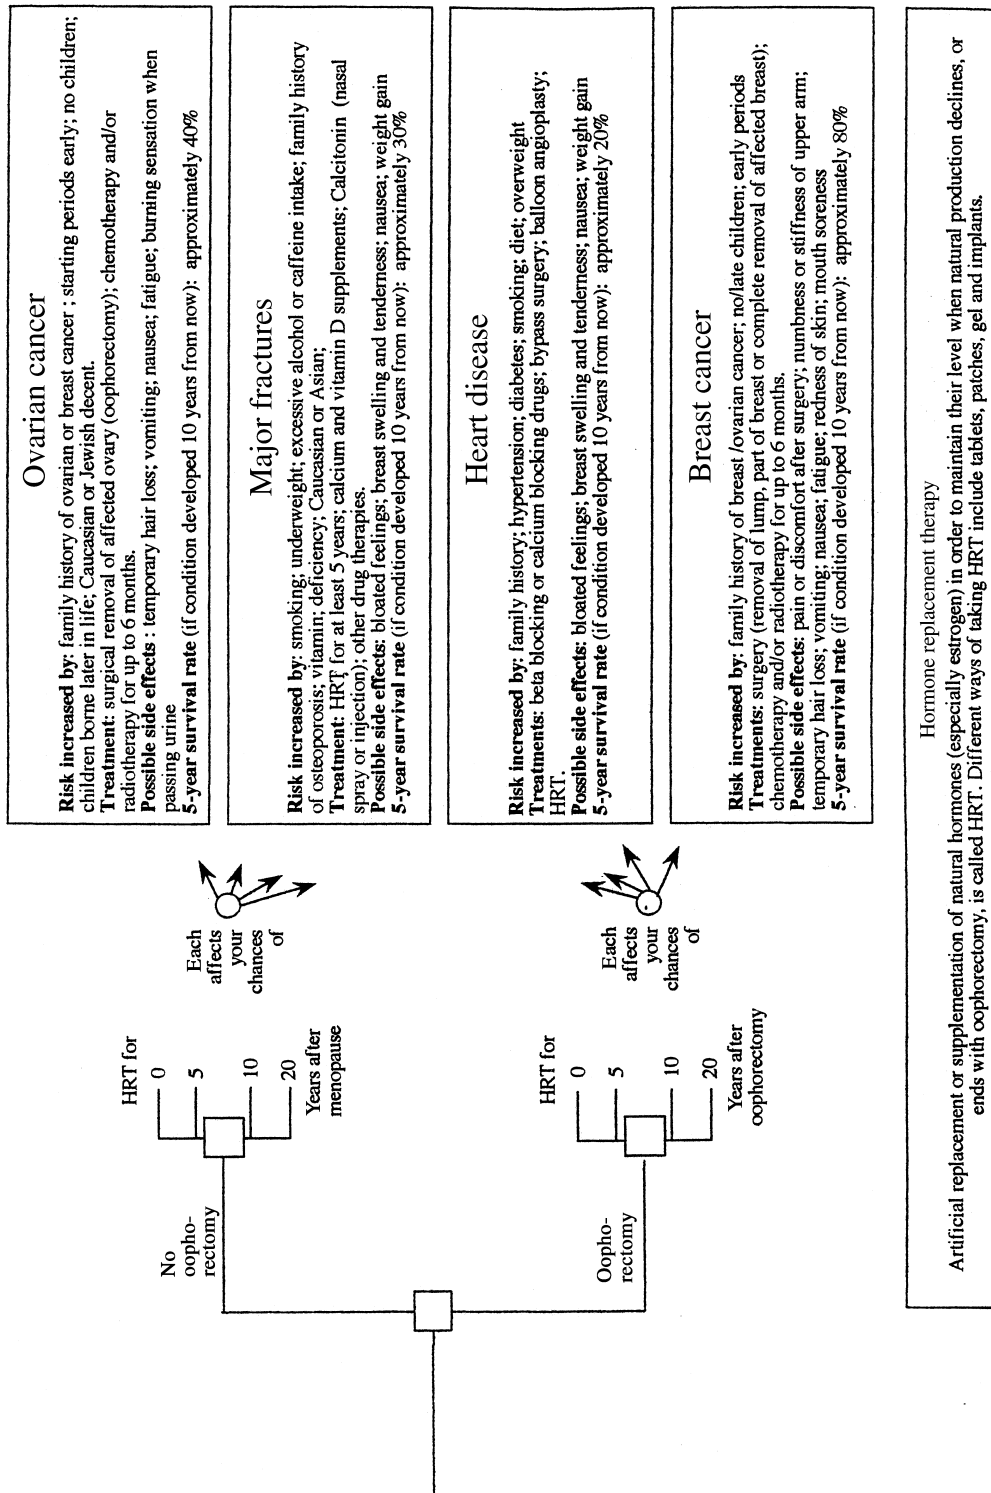 No
oopho-
rectomy
Oopho-
rectomy
HRT for
0
5
10
20
Years after
menopause
HRT for
0
5
10
20
Years after
oophorectomy
Each
affects
your
chances
of
Each
affects
your
chances
of
Ovarian cancer
Risk increased by: family history of ovarian or breast cancer ; starting periods early; no children;
children borne later in life; Caucasian or Jewish decent.
Treatment: surgical removal of affected ovary (oophorectomy); chemotherapy and/or
radiotherapy for up to 6 months.
Possible side effects : temporary hair loss; vomiting; nausea; fatigue; burning sensation when
passing urine
5-year survival rate (if condition developed 10 years from now): approximately 40%
Major fractures
Risk increased by: smoking; underweight; excessive alcohol or caffeine intake; family history
of osteoporosis; vitamin; deficiency; Caucasian or Asian;
Treatment: HRT for at least 5 years; calcium and vitamin D supplements; Calcitonin (nasal
spray or injection); other drug therapies.
Possible side effects: bloated feelings; breast swelling and tenderness; nausea; weight gain
5-year survival rate (if condition developed 10 years from now): approximately 30%
Heart disease
Risk increased by: family history; hypertension; diabetes; smoking; diet; overweight
Treatments: beta blocking or calcium blocking drugs; bypass surgery; balloon angioplasty;
HRT.
Possible side effects: bloated feelings; breast swelling and tenderness; nausea; weight gain
5-year survival rate (if condition developed 10 years from now): approximately 20%
Breast cancer
Risk increased by: family history of breast /ovarian cancer; no/late children; early periods
Treatments: surgery (removal of lump, part of breast or complete removal of affected breast);
chemotherapy and/or radiotherapy for up to 6 months.
Possible side effects: pain or discomfort after surgery; numbness or stiffness of upper arm;
temporary hair loss; vomiting; nausea; fatigue; redness of skin; mouth soreness
5-year survival rate (if condition developed 10 years from now): approximately 80%
Hormone replacement therapy
Artificial replacement or supplementation of natural hormones (especially estrogen) in order to maintain their level when natural production declines, or
ends with oophorectomy, is called HRT. Different ways of taking HRT include tablets, patches, gel and implants.